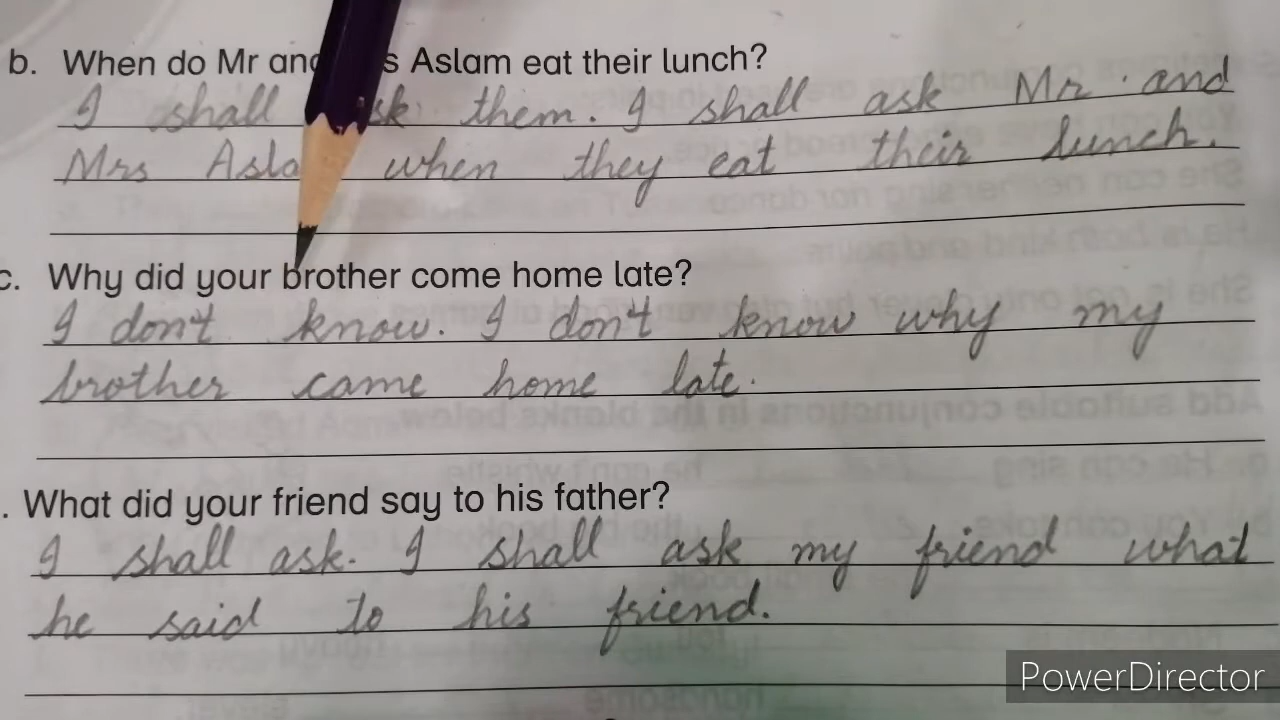 b. When do Mr and s Aslam eat their lunch?
I shall ask them. I shall ask Mr. and
Mrs Aslam when they eat their lunch.
c. Why did your brother come home late?
I don't know. I don't know why my
brother came home late.
. What did your friend say to his father?
I shall ask. I shall ask my friend what
he said to his friend.
PowerDirector